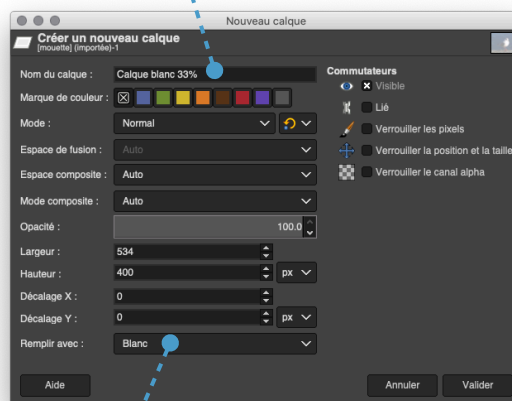 Nouveau calque
Créer un nouveau calque
[mouette] (importée)-1
Nom du calque : Calque blanc 33%
Marque de couleur :
Mode : Normal
Espace de fusion : Auto
Espace composite : Auto
Mode composite : Auto
Opacité : 100.0
Largeur : 534
Hauteur : 400 px
Décalage X : 0
Décalage Y : 0 px
Remplir avec : Blanc
Commutateurs
Visible
Lié
Verrouiller les pixels
Verrouiller la position et la taille
Verrouiller le canal alpha
Aide Annuler Valider